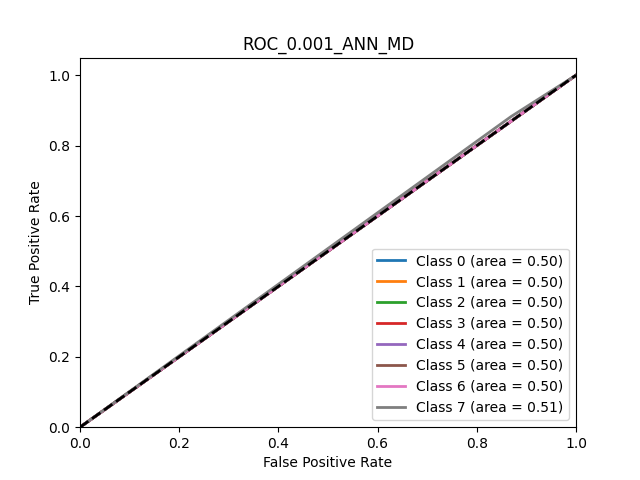 ROC_0.001_ANN_MD
1.0
0.8
0.6
0.4
0.2
0.0
True Positive Rate
Class 0 (area = 0.50)
Class 1 (area = 0.50)
Class 2 (area = 0.50)
Class 3 (area = 0.50)
Class 4 (area = 0.50)
Class 5 (area = 0.50)
Class 6 (area = 0.50)
Class 7 (area = 0.51)
0.0 0.2 0.4 0.6 0.8 1.0
False Positive Rate